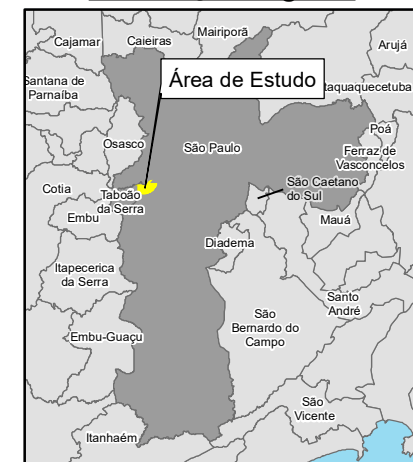 Mairiporã
Cajamar
Caieiras
Arujá
Área de Estudo
Santana de
Parnaíba
taquaquecetuba
Poá
Osasco
São Paulo
Ferraz de
Vasconcelos
Cotia
Taboão
da Serra
São Caetano
do Sul
Embu
Mauá
Diadema
Itapecerica
da Serra
Santo
André
São
Bernardo do
Campo
Embu-Guaçu
São
Vicente
Itanhaém